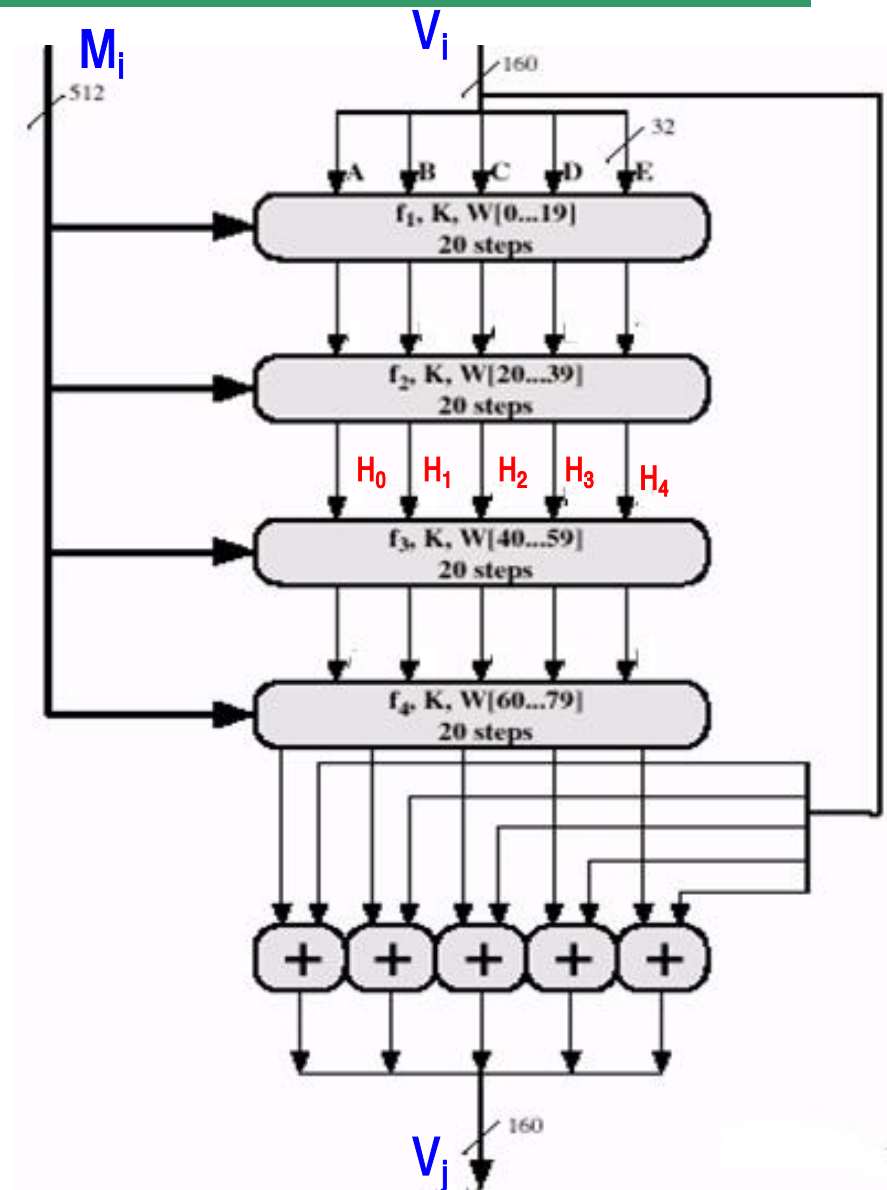 Mi
Vi
160
512
32
A B C D E
f1, K, W[0...19]
20 steps
f2, K, W[20...39]
20 steps
H0 H1 H2 H3 H4
f3, K, W[40...59]
20 steps
f4, K, W[60...79]
20 steps
+ + + + +
160
Vj